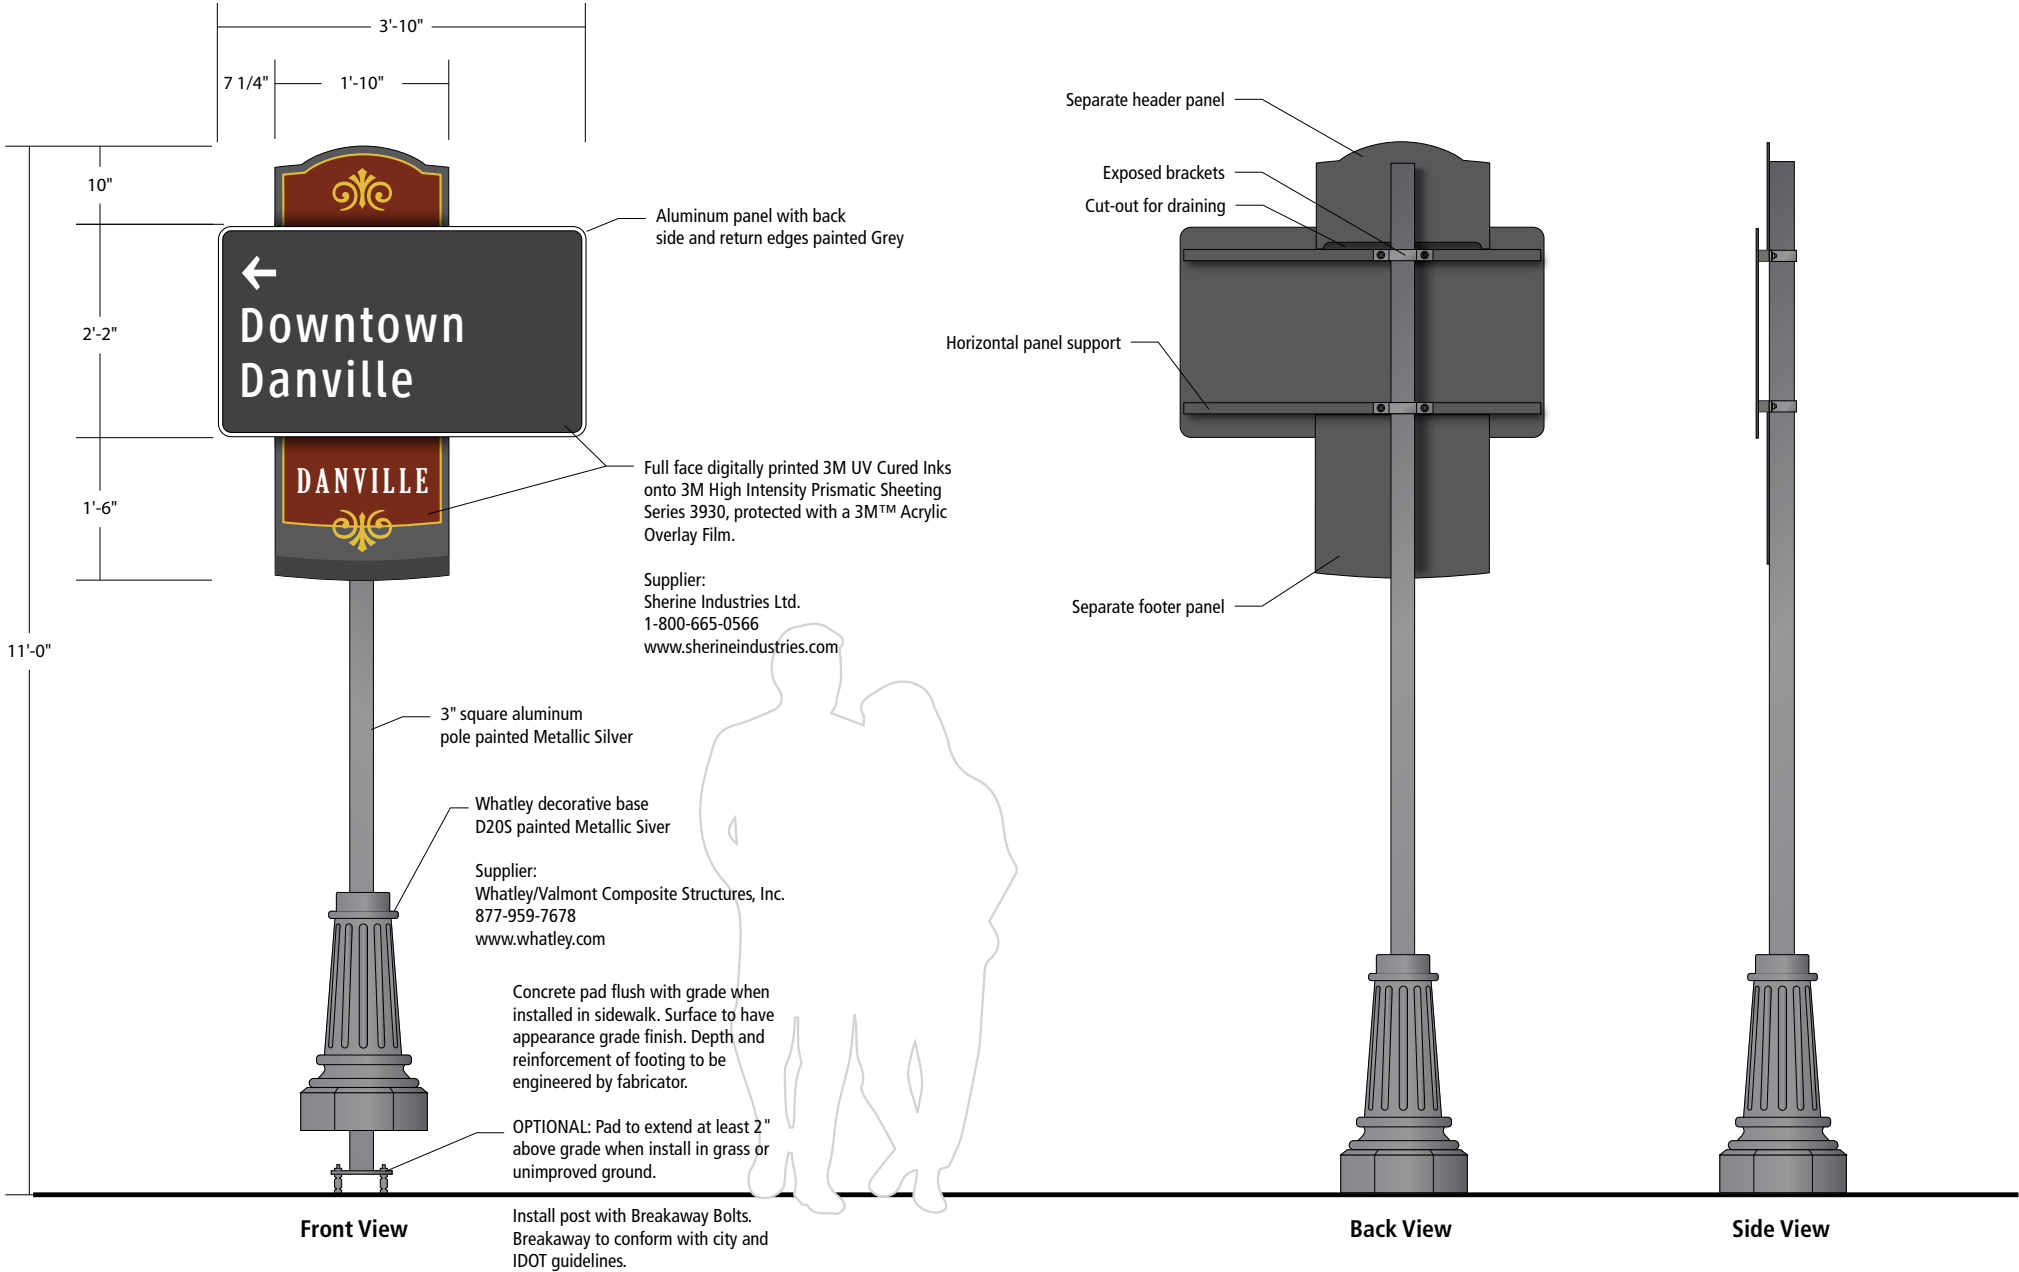 3'-10"
7 1/4"
1'-10"
10"
2'-2"
1'-6"
11'-0"
Downtown
Danville
DANVILLE
Aluminum panel with back
side and return edges painted Grey
Full face digitally printed 3M UV Cured Inks
onto 3M High Intensity Prismatic Sheeting
Series 3930, protected with a 3M™ Acrylic
Overlay Film.
Supplier:
Sherine Industries Ltd.
1-800-665-0566
www.sherineindustries.com
3" square aluminum
pole painted Metallic Silver
Whatley decorative base
D20S painted Metallic Siver
Supplier:
Whatley/Valmont Composite Structures, Inc.
877-959-7678
www.whatley.com
Concrete pad flush with grade when
installed in sidewalk. Surface to have
appearance grade finish. Depth and
reinforcement of footing to be
engineered by fabricator.
OPTIONAL: Pad to extend at least 2"
above grade when install in grass or
unimproved ground.
Install post with Breakaway Bolts.
Breakaway to conform with city and
IDOT guidelines.
Front View
Separate header panel
Exposed brackets
Cut-out for draining
Horizontal panel support
Separate footer panel
Back View
Side View